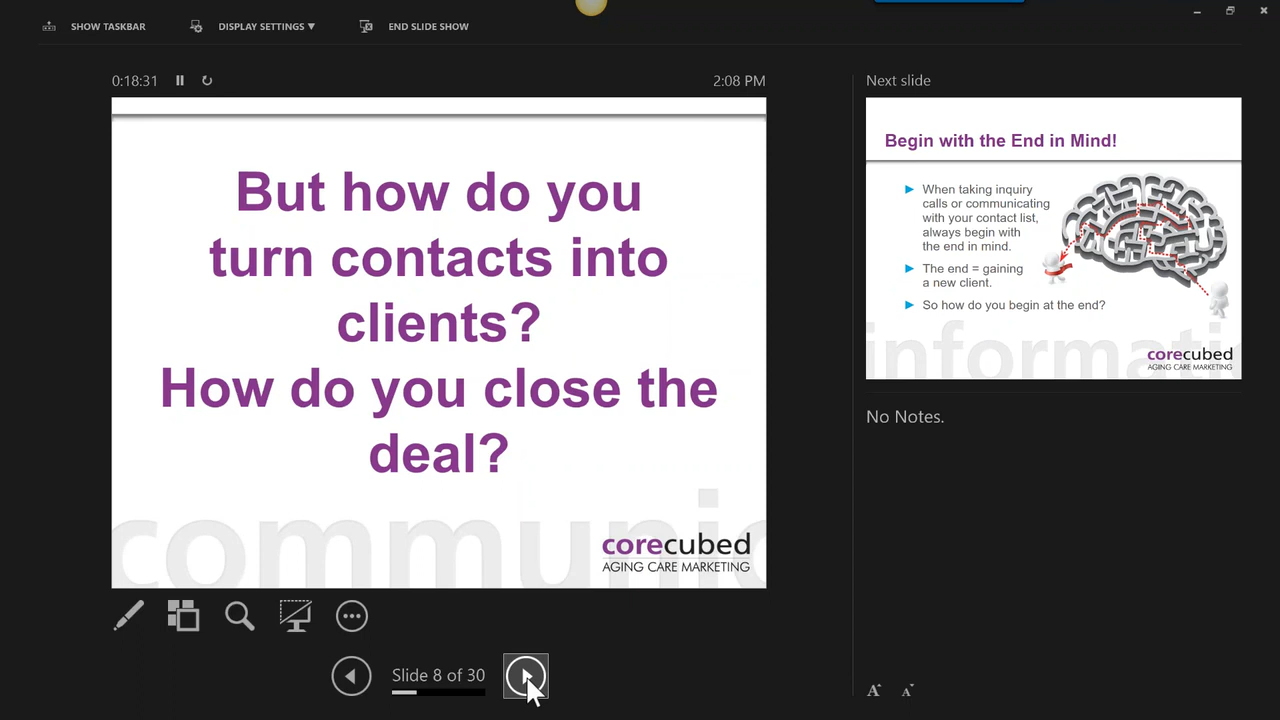 SHOW TASKBAR
DISPLAY SETTINGS ▼
END SLIDE SHOW
0:18:31
2:08 PM
But how do you
turn contacts into
clients?
How do you close the
deal?
communic
corecubed
AGING CARE MARKETING
Slide 8 of 30
Next slide
Begin with the End in Mind!
When taking inquiry
calls or communicating
with your contact list,
always begin with
the end in mind.
The end = gaining
a new client.
So how do you begin at the end?
informati
corecubed
AGING CARE MARKETING
No Notes.
A A